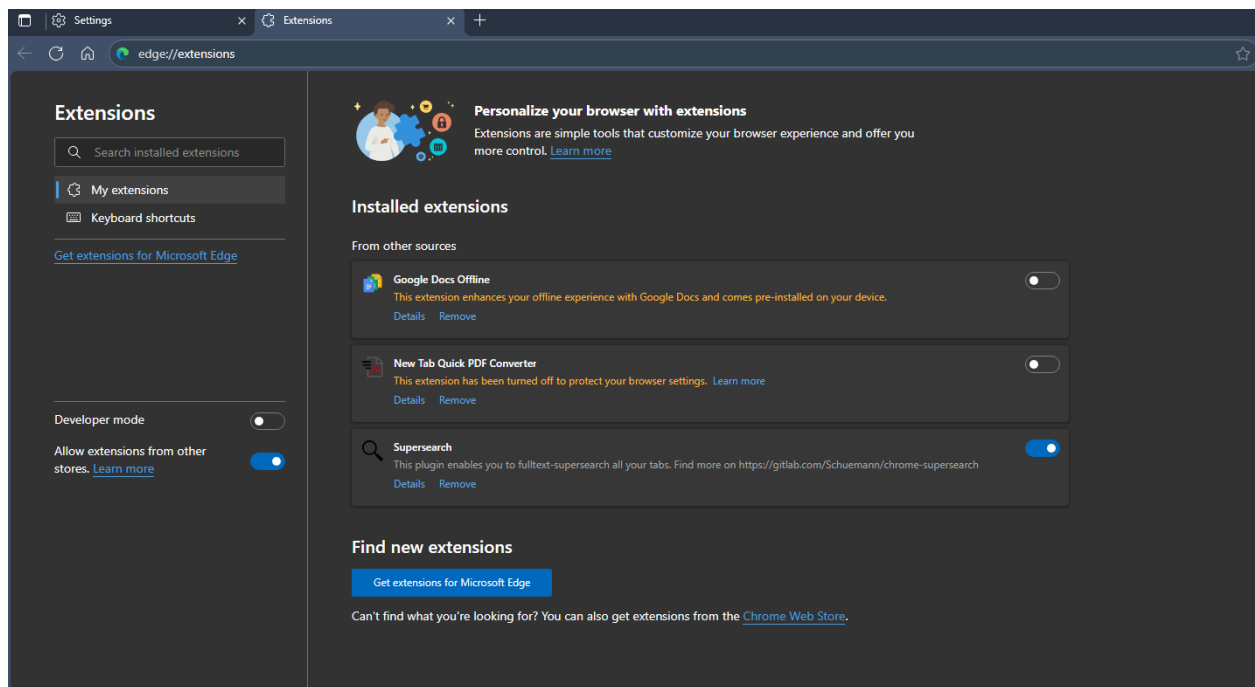 Settings
Extensions
edge://extensions
Extensions
Search installed extensions
My extensions
Keyboard shortcuts
Get extensions for Microsoft Edge
Developer mode
Allow extensions from other
stores. Learn more
Personalize your browser with extensions
Extensions are simple tools that customize your browser experience and offer you
more control. Learn more
Installed extensions
From other sources
Google Docs Offline
This extension enhances your offline experience with Google Docs and comes pre-installed on your device.
Details Remove
New Tab Quick PDF Converter
This extension has been turned off to protect your browser settings. Learn more
Details Remove
Supersearch
This plugin enables you to fulltext-supersearch all your tabs. Find more on https://gitlab.com/Schuemann/chrome-supersearch
Details Remove
Find new extensions
Get extensions for Microsoft Edge
Can't find what you're looking for? You can also get extensions from the Chrome Web Store.